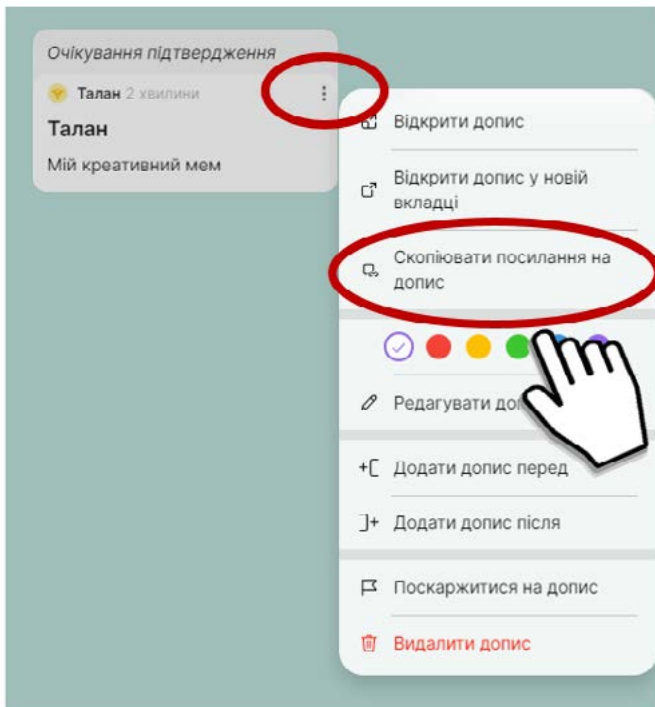 Очікування підтвердження
Талан 2 хвилини
Талан
Мій креативний мем
Відкрити допис
Відкрити допис у новій
вкладці
Скопіювати посилання на
допис
Редагувати
Додати допис перед
Додати допис після
Поскаржитися на допис
Видалити допис